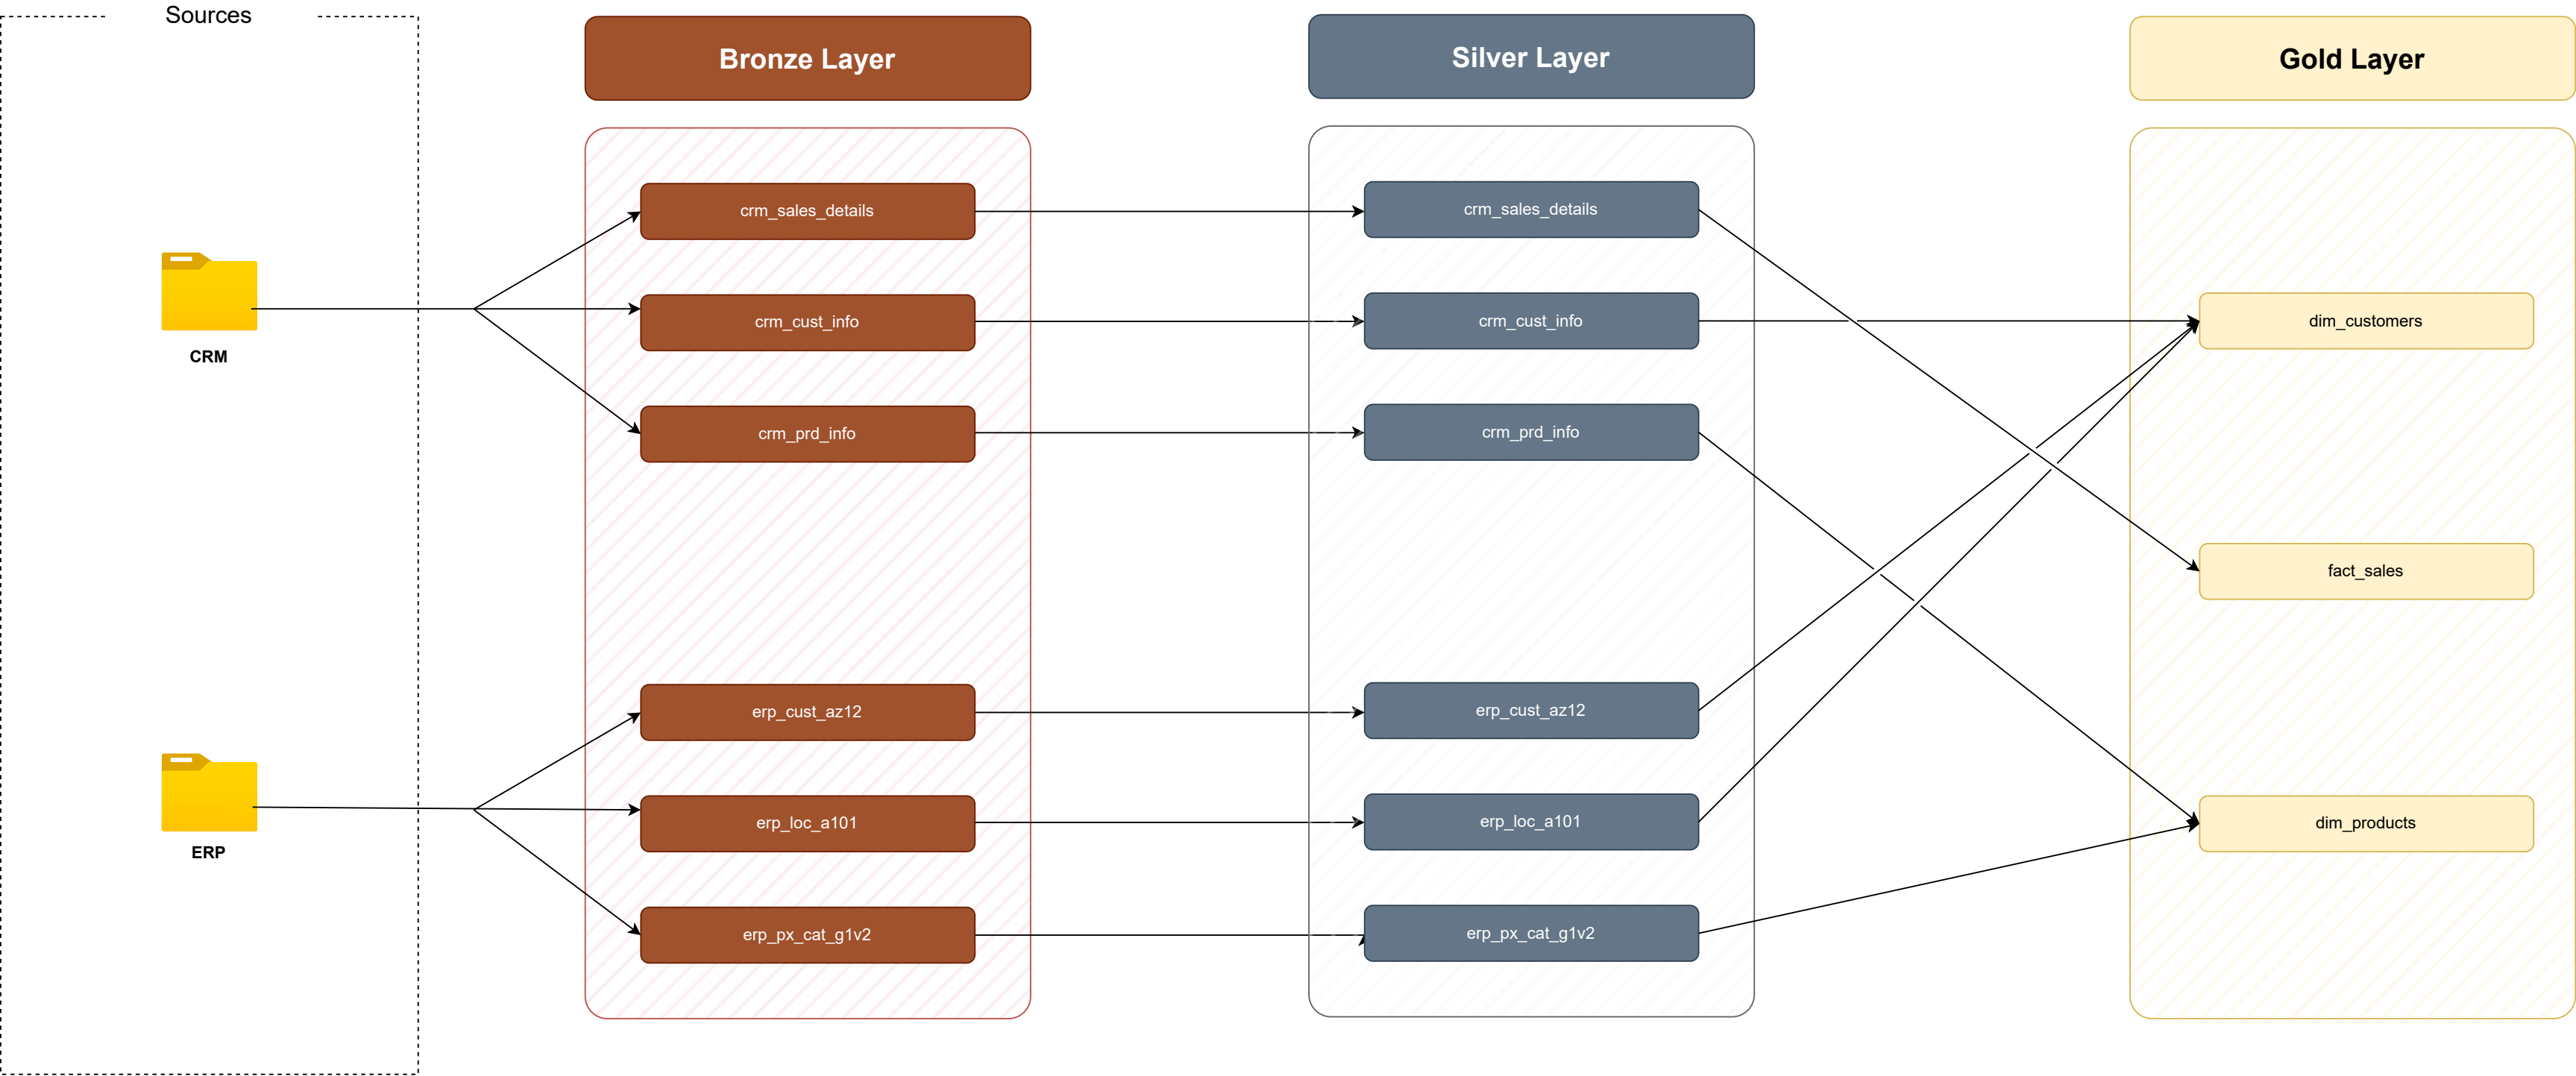 Sources
Bronze Layer
Silver Layer
Gold Layer
CRM
ERP
crm_sales_details
crm_cust_info
crm_prd_info
erp_cust_az12
erp_loc_a101
erp_px_cat_g1v2
crm_sales_details
crm_cust_info
crm_prd_info
erp_cust_az12
erp_loc_a101
erp_px_cat_g1v2
dim_customers
fact_sales
dim_products